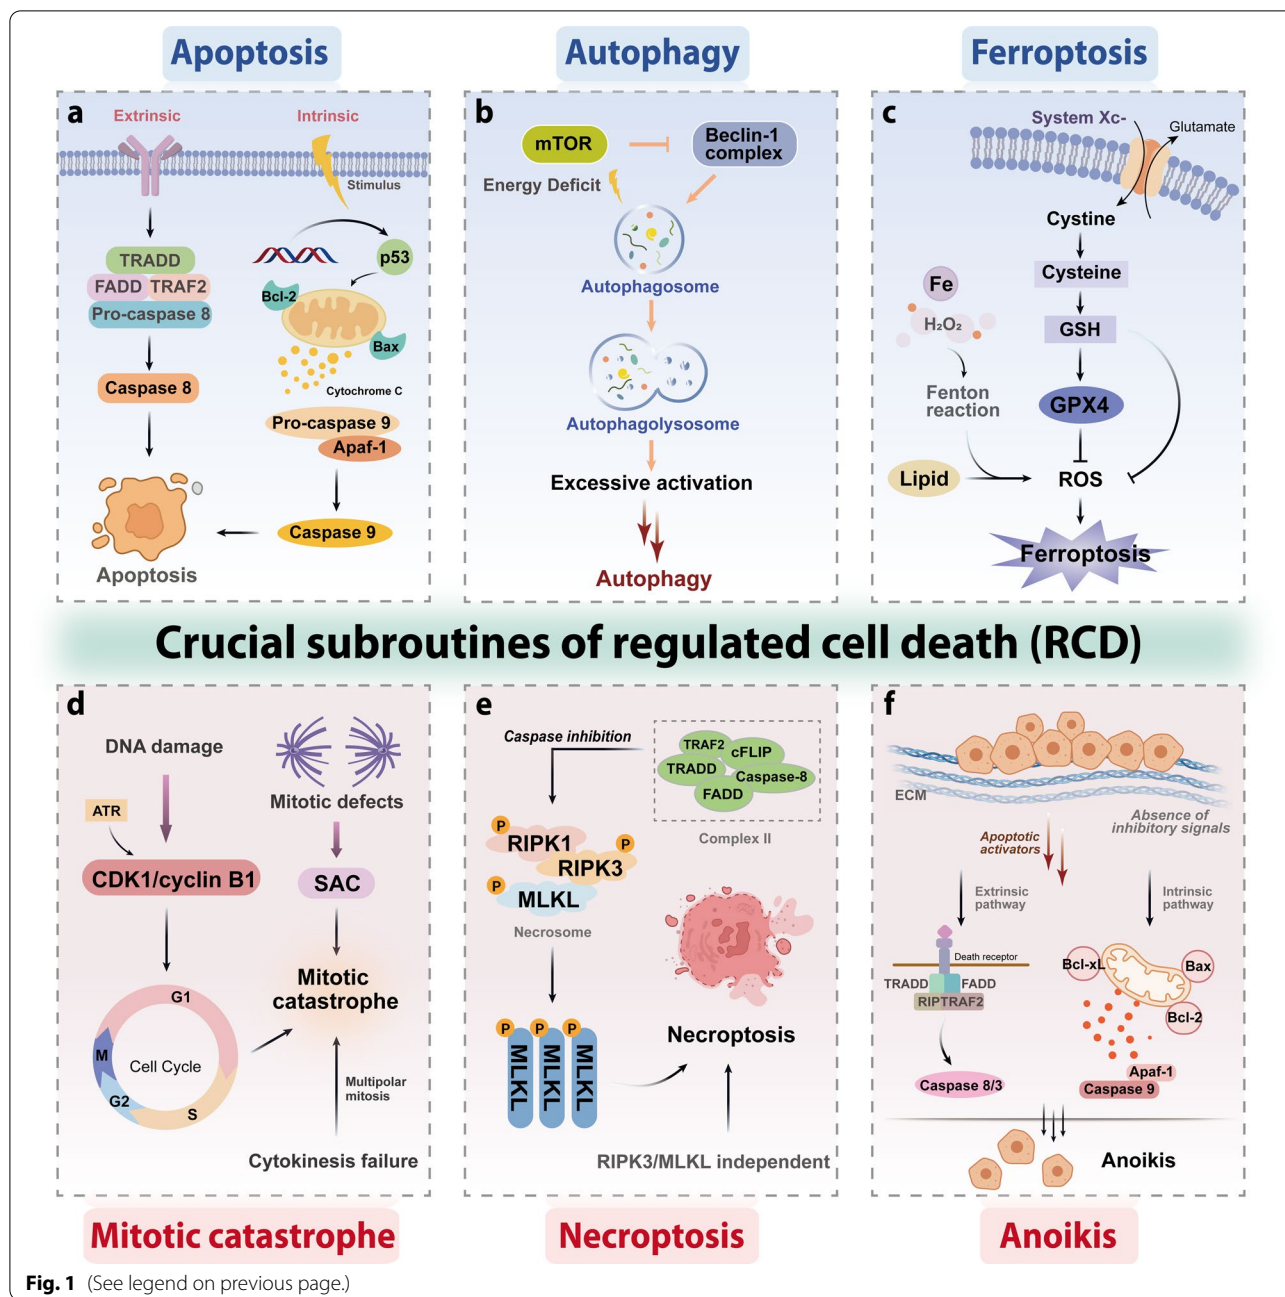 Apoptosis
Autophagy
Ferroptosis
a
Extrinsic
Intrinsic
Stimulus
TRADD
FADD TRAF2
Pro-caspase 8
Caspase 8
p53
Bcl-2
Bax
Cytochrome C
Pro-caspase 9
Apaf-1
Caspase 9
Apoptosis
b
mTOR
Beclin-1
complex
Energy Deficit
Autophagosome
Autophagolysosome
Excessive activation
Autophagy
c
System Xc-
Glutamate
Cystine
Cysteine
Fe
H₂O₂
GSH
Fenton
reaction
GPX4
Lipid
ROS
Ferroptosis
Crucial subroutines of regulated cell death (RCD)
d
DNA damage
Mitotic defects
ATR
CDK1/cyclin B1
SAC
Mitotic
catastrophe
G1
M
Cell Cycle
G2
S
Multipolar
mitosis
Cytokinesis failure
e
Caspase inhibition
TRAF2
cFLIP
TRADD
Caspase-8
FADD
Complex II
P
RIPK1
P
RIPK3
P
MLKL
Necrosome
P
P
P
MLKL
MLKL
MLKL
Necroptosis
RIPK3/MLKL independent
f
ECM
Absence of
inhibitory signals
Apoptotic
activators
Extrinsic
pathway
Intrinsic
pathway
Death receptor
TRADD
FADD
RIPTRAF2
Bcl-xL
Bax
Bcl-2
Caspase 8/3
Apaf-1
Caspase 9
Anoikis
Mitotic catastrophe
Necroptosis
Anoikis
Fig. 1 (See legend on previous page.)